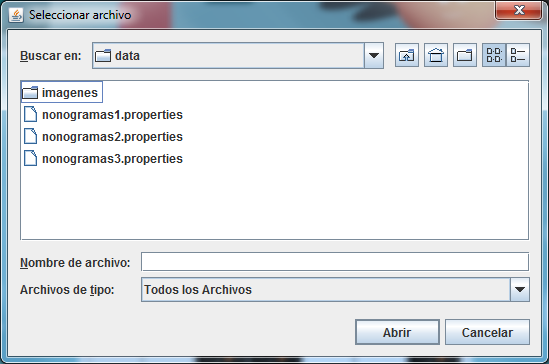 Seleccionar archivo
Buscar en: data
imagenes
nonogramas1.properties
nonogramas2.properties
nonogramas3.properties
Nombre de archivo:
Archivos de tipo: Todos los Archivos
Abrir Cancelar